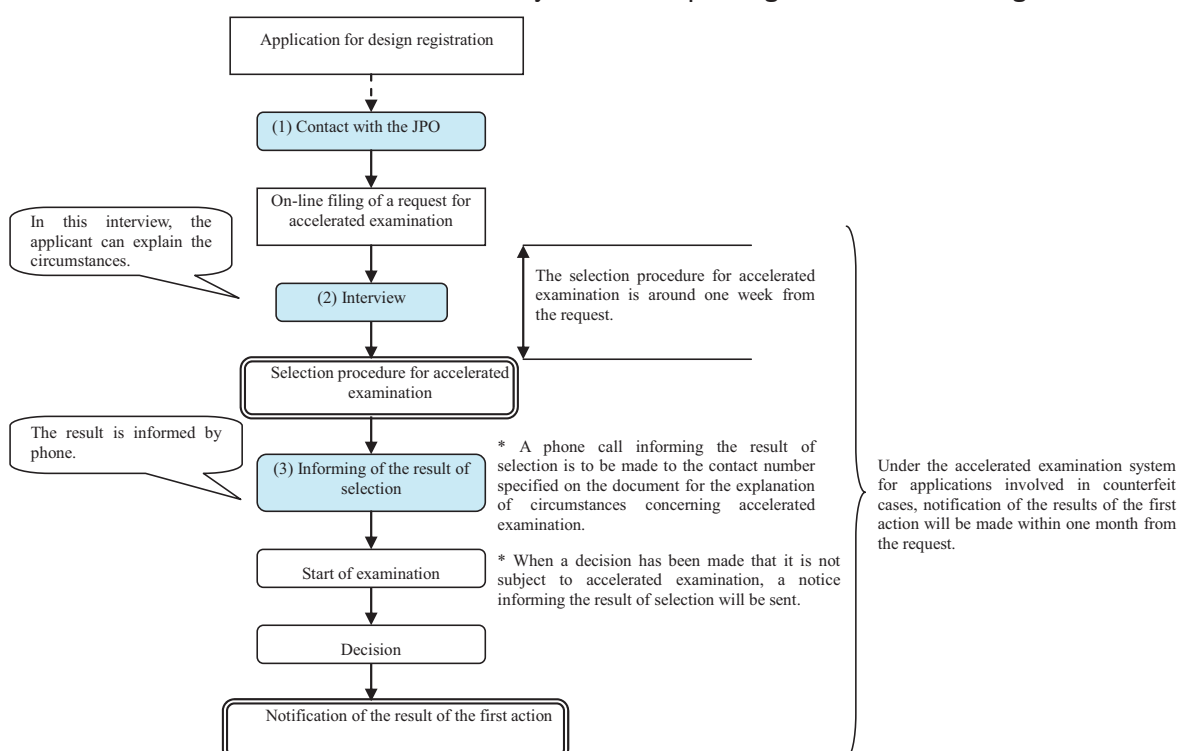 Application for design registration
(1) Contact with the JPO
On-line filing of a request for
accelerated examination
In this interview, the
applicant can explain the
circumstances.
(2) Interview
The selection procedure for accelerated
examination is around one week from
the request.
Selection procedure for accelerated
examination
The result is informed by
phone.
(3) Informing of the result of
selection
* A phone call informing the result of
selection is to be made to the contact number
specified on the document for the explanation
of circumstances concerning accelerated
examination.
Under the accelerated examination system
for applications involved in counterfeit
cases, notification of the results of the first
action will be made within one month from
the request.
Start of examination
* When a decision has been made that it is not
subject to accelerated examination, a notice
informing the result of selection will be sent.
Decision
Notification of the result of the first action